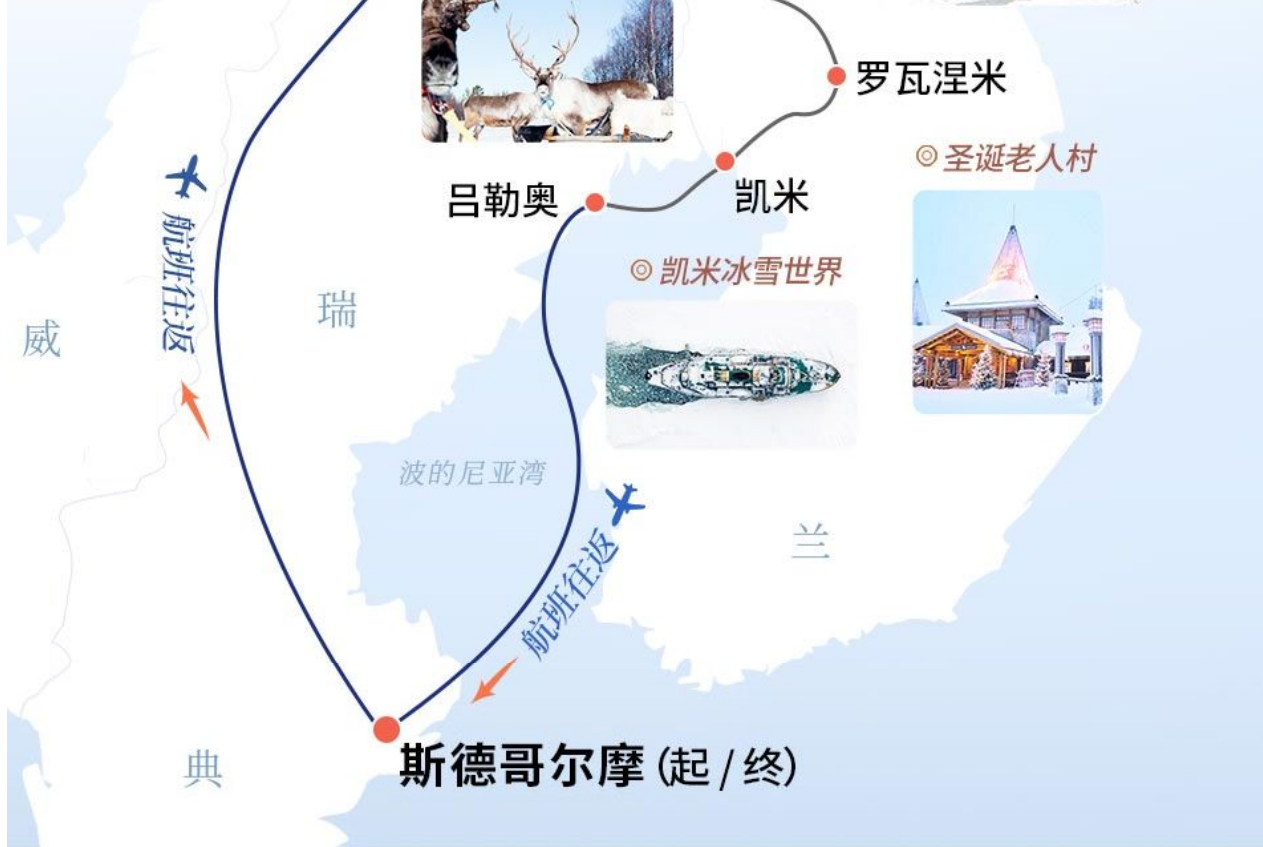 罗瓦涅米
圣诞老人村
凯米
吕勒奥
航班往返
凯米冰雪世界
瑞
威
波的尼亚湾
兰
航班往返
斯德哥尔摩(起/终)
典